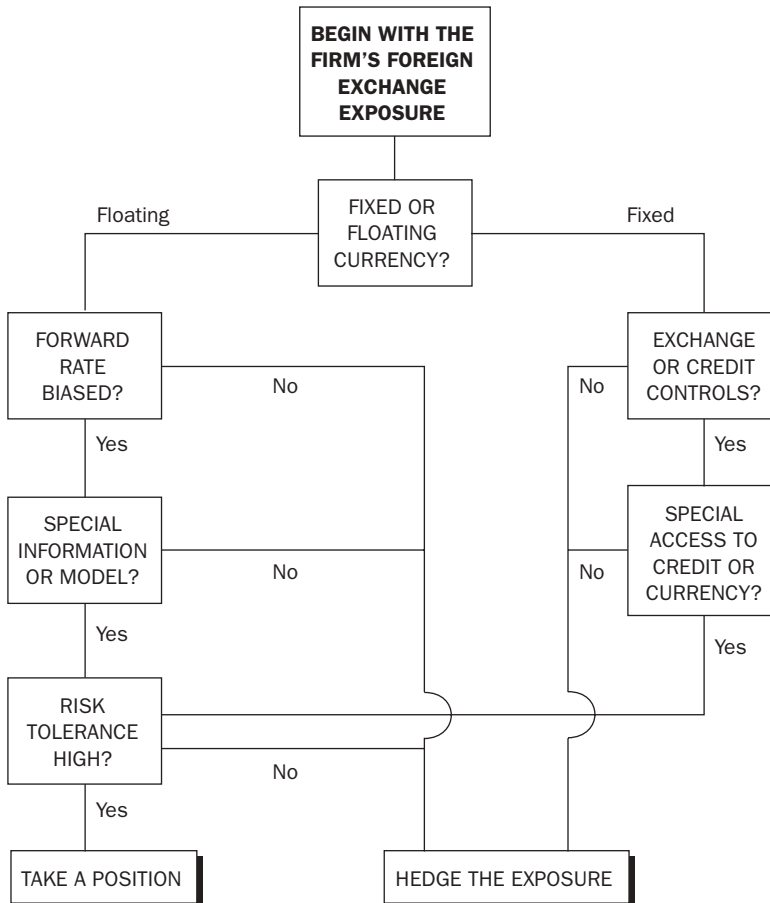 BEGIN WITH THE
FIRM'S FOREIGN
EXCHANGE
EXPOSURE
FIXED OR
FLOATING
CURRENCY?
Floating
Fixed
FORWARD
RATE
BIASED?
No
Yes
EXCHANGE
OR CREDIT
CONTROLS?
No
Yes
SPECIAL
INFORMATION
OR MODEL?
No
Yes
SPECIAL
ACCESS TO
CREDIT OR
CURRENCY?
No
Yes
RISK
TOLERANCE
HIGH?
No
Yes
TAKE A POSITION
HEDGE THE EXPOSURE